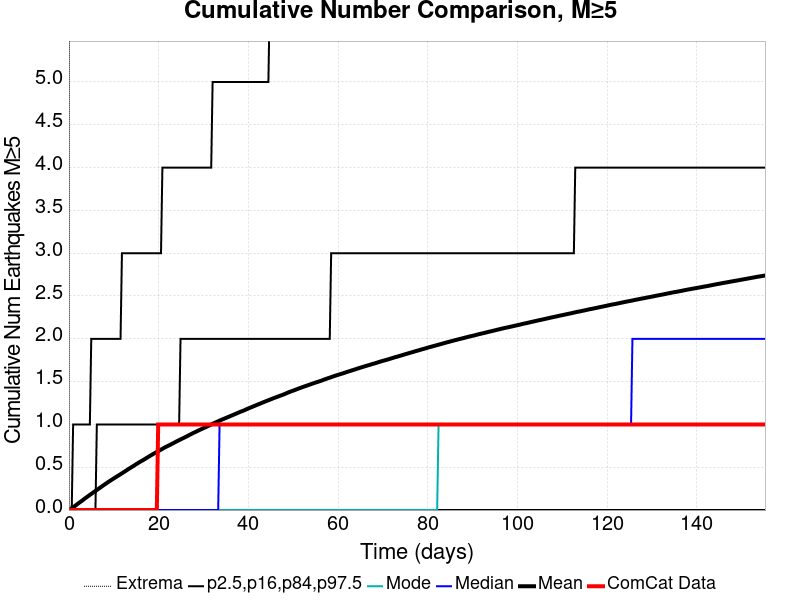 Cumulative Number Comparison, M≥5
Cumulative Num Earthquakes M≥5
5.0
4.5
4.0
3.5
3.0
2.5
2.0
1.5
1.0
0.5
0.0
0 20 40 60 80 100 120 140
Time (days)
Extrema p2.5,p16,p84,p97.5 Mode Median Mean ComCat Data